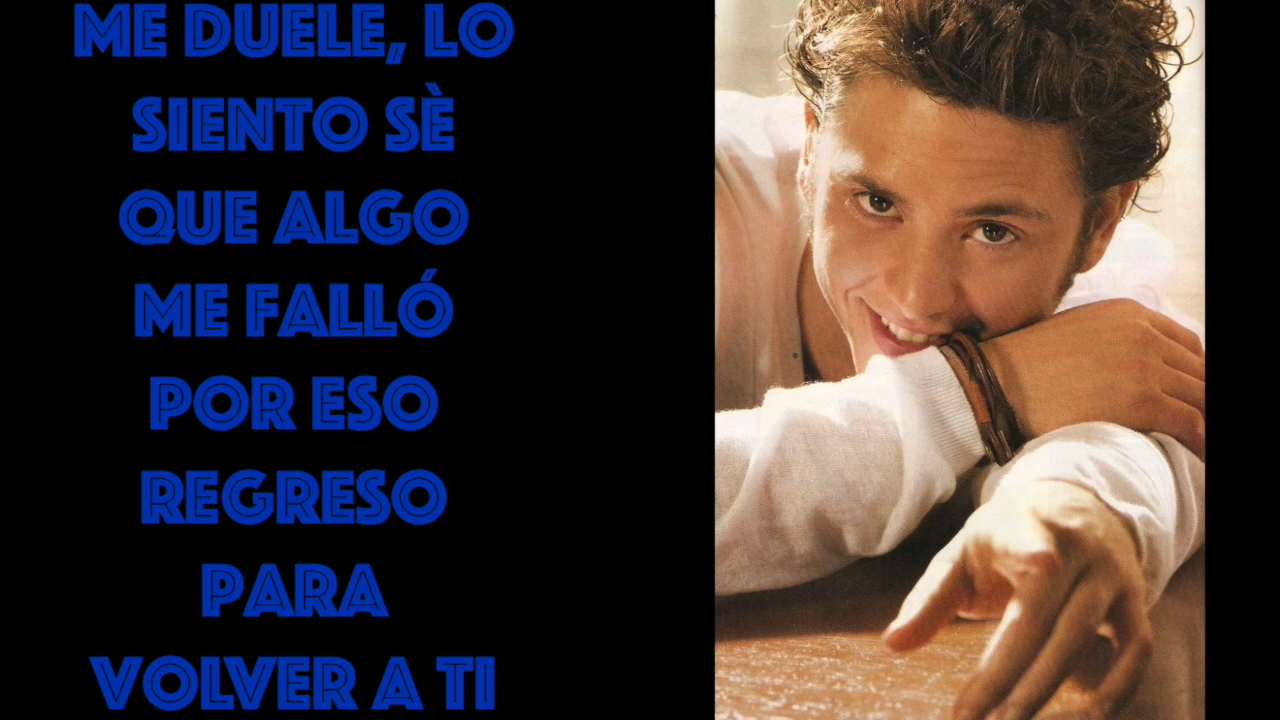 ME DUELE, LO
SIENTO SÈ
QUE ALGO
ME FALLÓ
POR ESO
REGRESO
PARA
VOLVER A TI